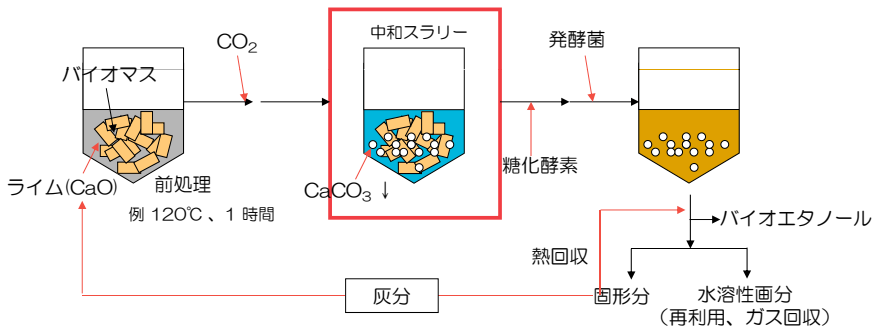 CO₂
中和スラリー
発酵菌
バイオマス
糖化酵素
ライム(CaO)
前処理
例 120℃、1 時間
CaCO₃ ↓
バイオエタノール
熱回収
灰分
固形分
水溶性画分
(再利用、ガス回収)